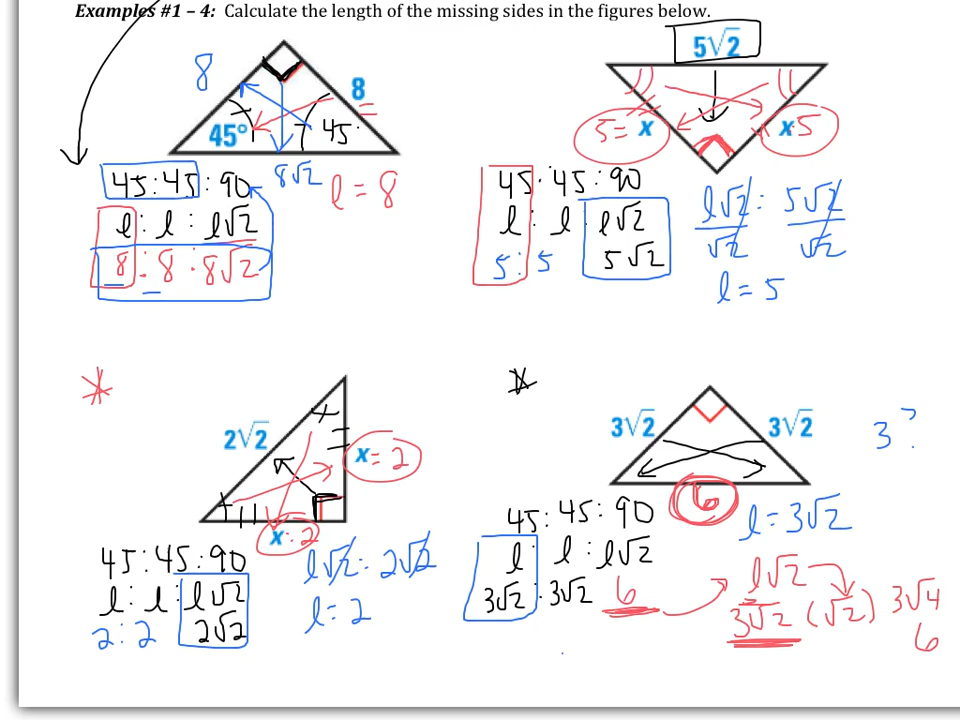 Examples #1 – 4: Calculate the length of the missing sides in the figures below.
8
8
45°
45
8√2
l = 8
45 : 45 : 90
l : l : l√2
8 : 8 : 8√2
5√2
5 = x
x = 5
45 : 45 : 90
l : l : l√2
5 : 5 5√2
l√2 = 5√2
√2 √2
l = 5
2√2
x = 2
x = 2
45 : 45 : 90
l : l : l√2
2 : 2 2√2
l√2 = 2√2
l = 2
3√2
3√2
3 ?
6
45 : 45 : 90
l : l : l√2
3√2 : 3√2 6
l = 3√2
l√2
3√2 (√2) 3√4
6